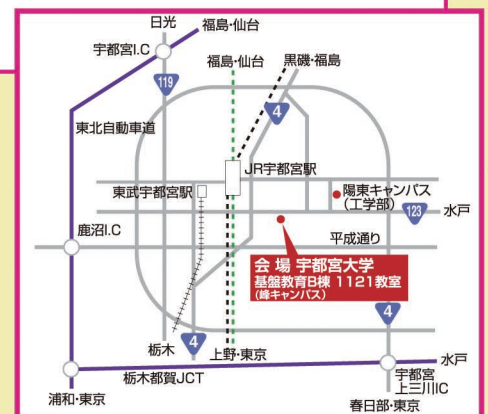 日光
福島・仙台
宇都宮I.C
福島・仙台
黒磯・福島
119
4
東北自動車道
JR宇都宮駅
東武宇都宮駅
陽東キャンパス
(工学部)
123
水戸
鹿沼I.C
平成通り
会 場 宇都宮大学
基盤教育B棟 1121教室
(峰キャンパス)
4
4
栃木
上野・東京
水戸
栃木都賀JCT
宇都宮
上三川IC
浦和・東京
春日部・東京